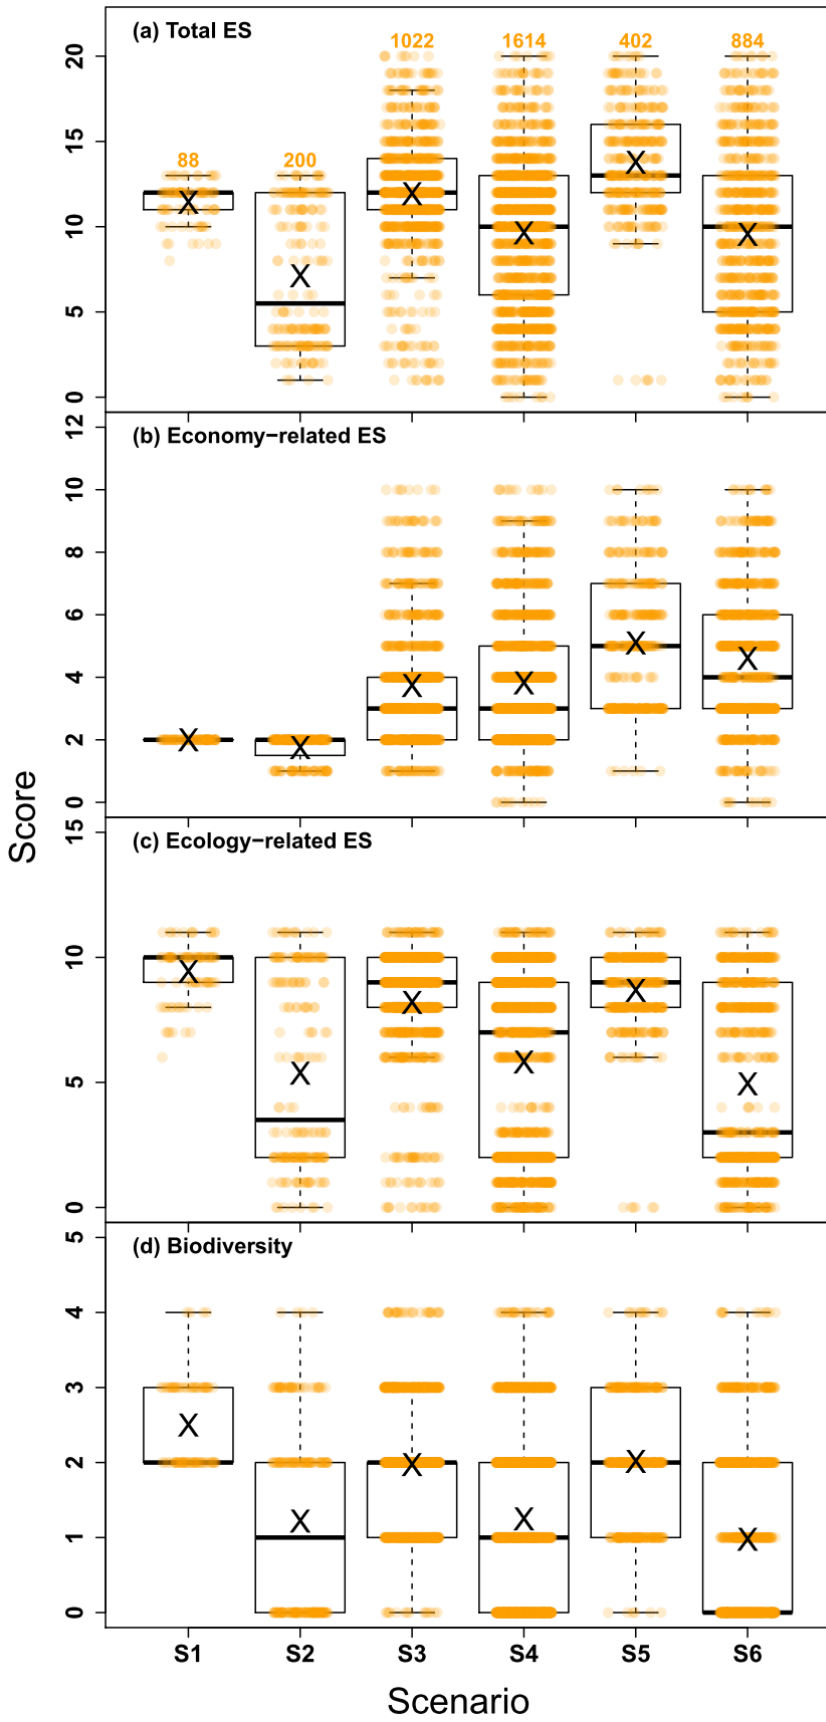 (a) Total ES
1022 1614 402 884
20
88 200
15
10
5
0
(b) Economy−related ES
12
10
8
6
4
2
0
Score
(c) Ecology−related ES
15
10
5
0
(d) Biodiversity
5
4
3
2
1
0
S1 S2 S3 S4 S5 S6
Scenario